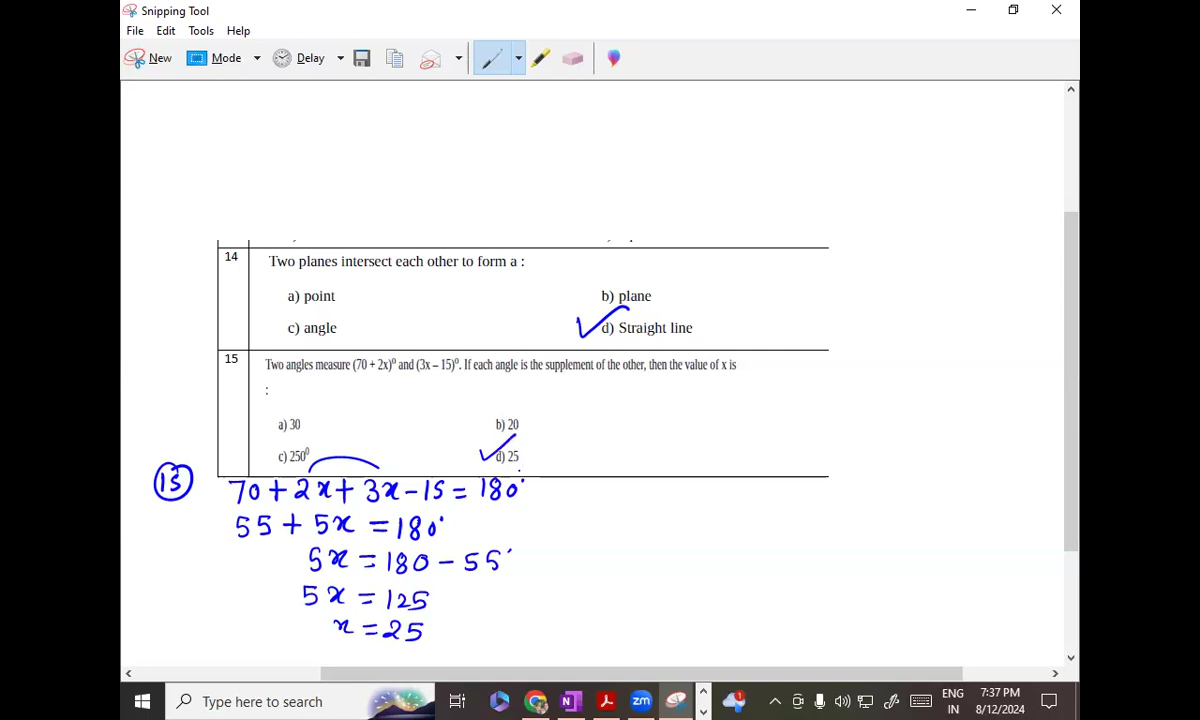 Snipping Tool
File Edit Tools Help
New Mode Delay
14 Two planes intersect each other to form a :
a) point b) plane
c) angle d) Straight line
15 Two angles measure (70 + 2x)⁰ and (3x – 15)⁰. If each angle is the supplement of the other, then the value of x is
:
a) 30 b) 20
c) 250⁰ d) 25
15 70 + 2x + 3x - 15 = 180°
55 + 5x = 180°
5x = 180 - 55°
5x = 125
x = 25
Type here to search
ENG 7:37 PM
IN 8/12/2024